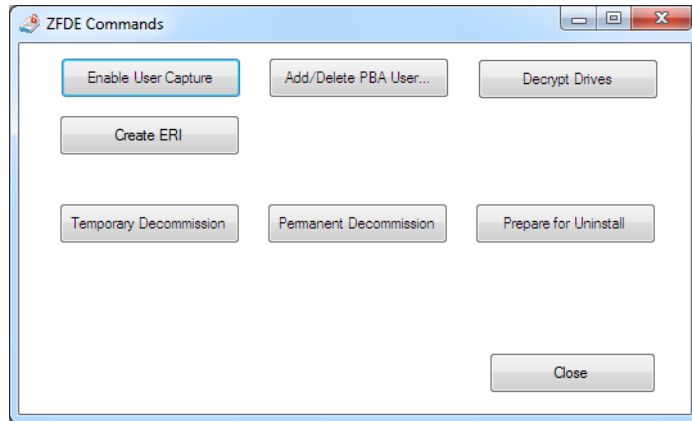 ZFDE Commands
Enable User Capture
Add/Delete PBA User...
Decrypt Drives
Create ERI
Temporary Decommission
Permanent Decommission
Prepare for Uninstall
Close